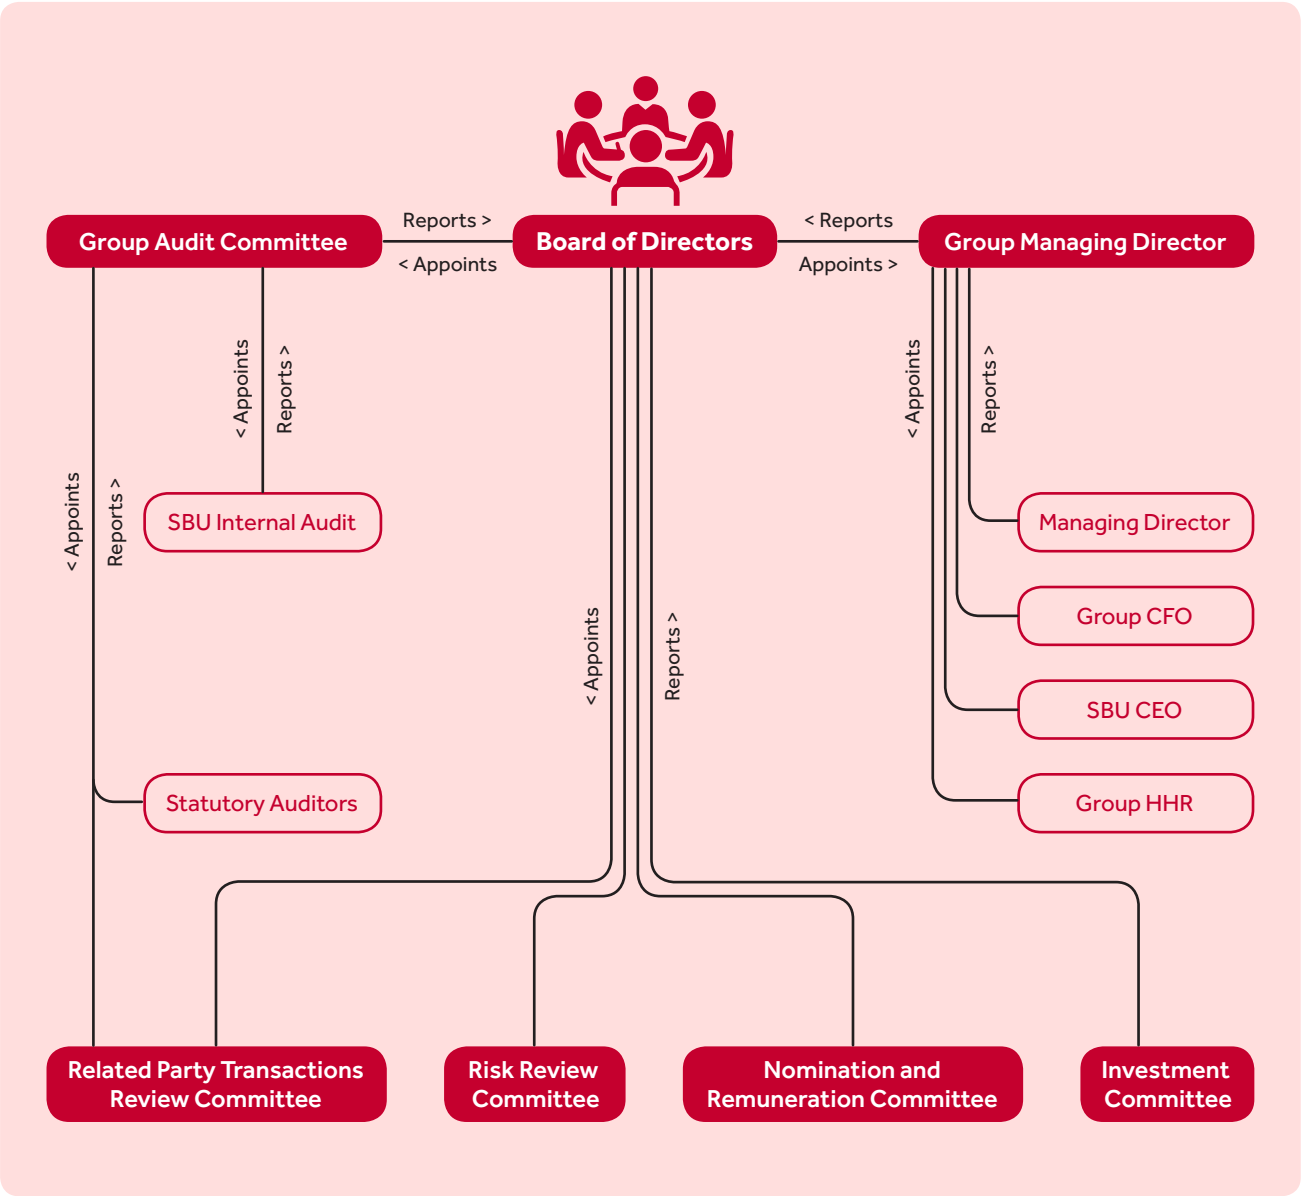 Reports >
< Reports
Group Audit Committee
Board of Directors
Group Managing Director
< Appoints
Appoints >
< Appoints
Reports >
< Appoints
Reports >
< Appoints
Reports >
SBU Internal Audit
Managing Director
Group CFO
< Appoints
Reports >
SBU CEO
Statutory Auditors
Group HHR
Related Party Transactions
Review Committee
Risk Review
Committee
Nomination and
Remuneration Committee
Investment
Committee